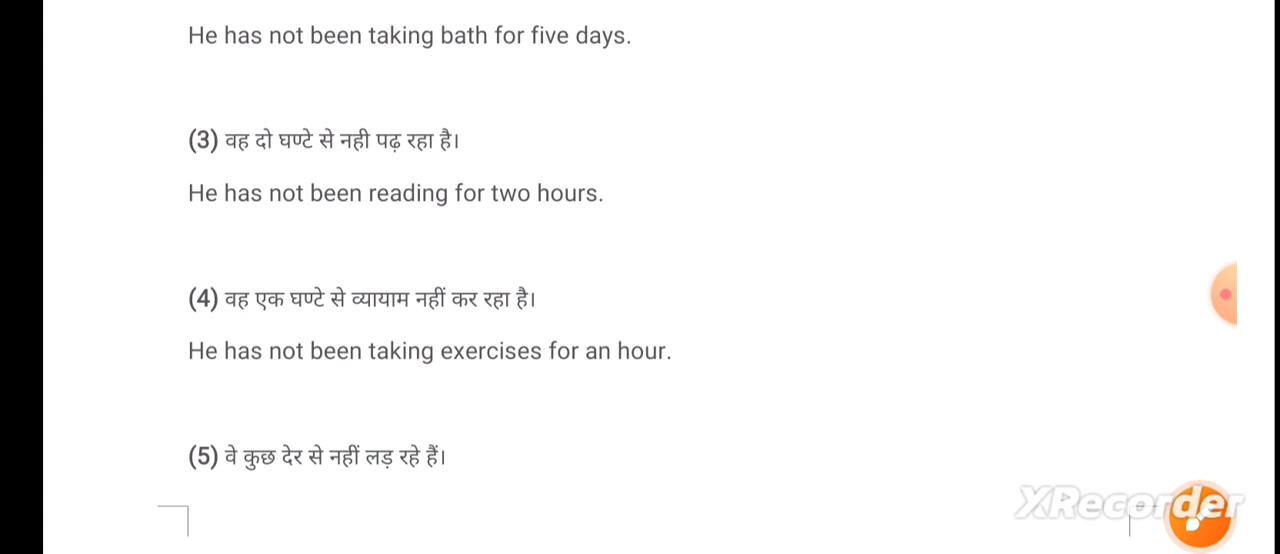 He has not been taking bath for five days.
(3) वह दो घण्टे से नही पढ़ रहा है।
He has not been reading for two hours.
(4) वह एक घण्टे से व्यायाम नहीं कर रहा है।
He has not been taking exercises for an hour.
(5) वे कुछ देर से नहीं लड़ रहे हैं।
XRecorder